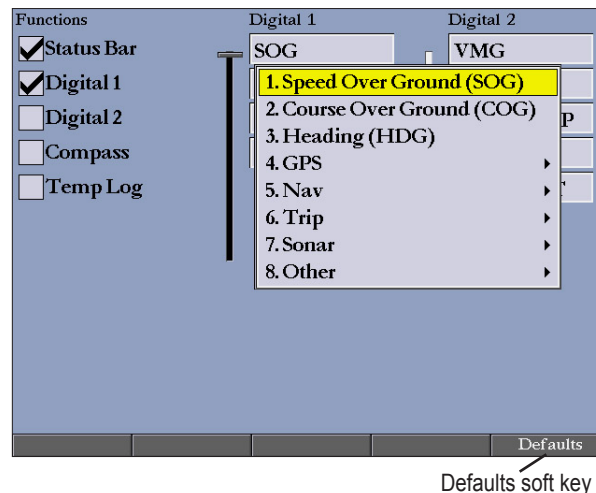 Functions
Digital 1
Digital 2
Status Bar
SOG
VMG
Digital 1
1. Speed Over Ground (SOG)
Digital 2
2. Course Over Ground (COG)
P
Compass
3. Heading (HDG)
4. GPS
Temp Log
5. Nav
6. Trip
7. Sonar
8. Other
Defaults
Defaults soft key